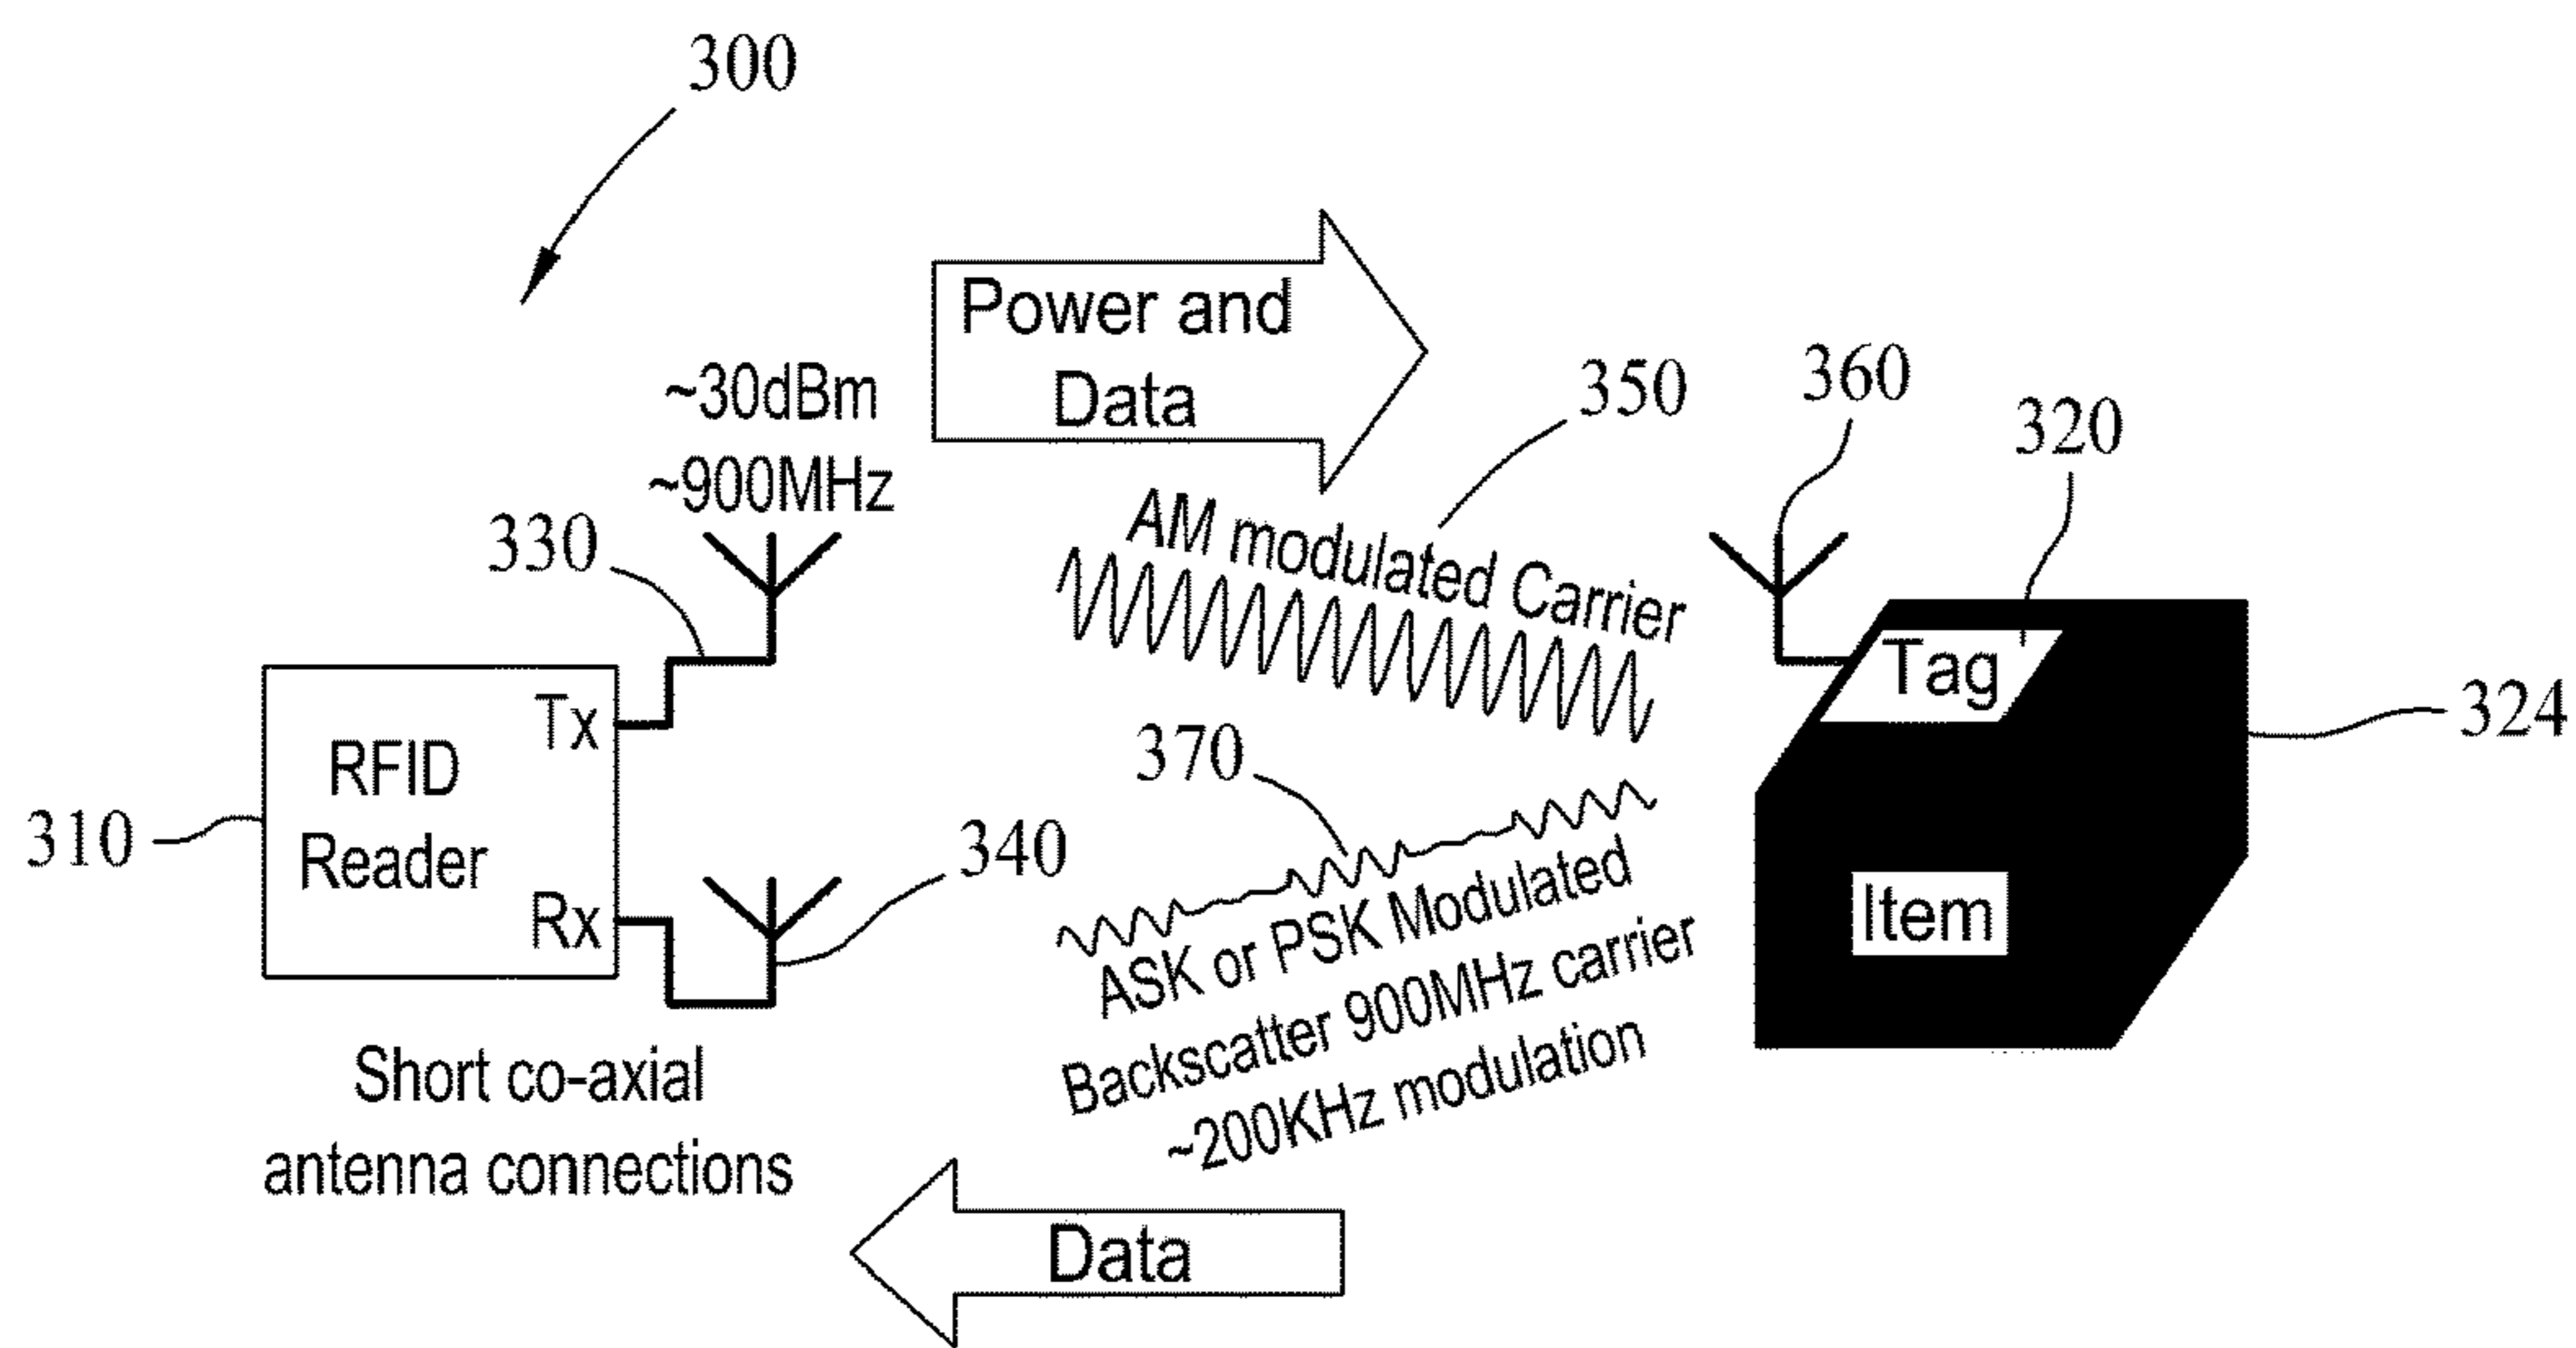 300
Power and
Data
~30dBm
~900MHz
350
360
320
AM modulated Carrier
330
Tag
Tx
324
370
RFID
Reader
310
340
Rx
Item
ASK or PSK Modulated
Backscatter 900MHz carrier
~200KHz modulation
Short co-axial
antenna connections
Data